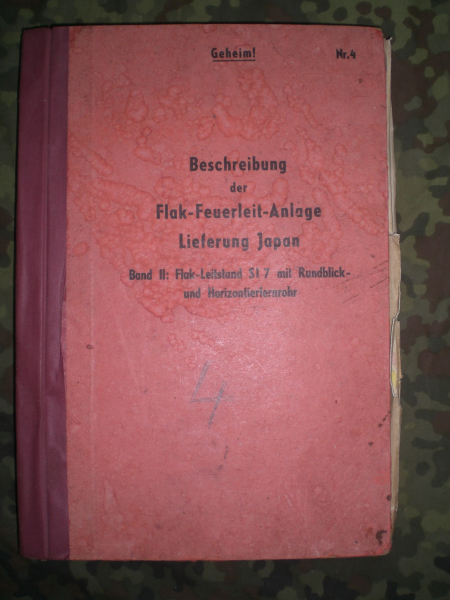 Geheim! Nr.4
Beschreibung
der
Flak-Feuerleit-Anlage
Lieferung Japan
Band II: Flak-Leitstand St 7 mit Rundblick-
und Horizontierfernrohr
4